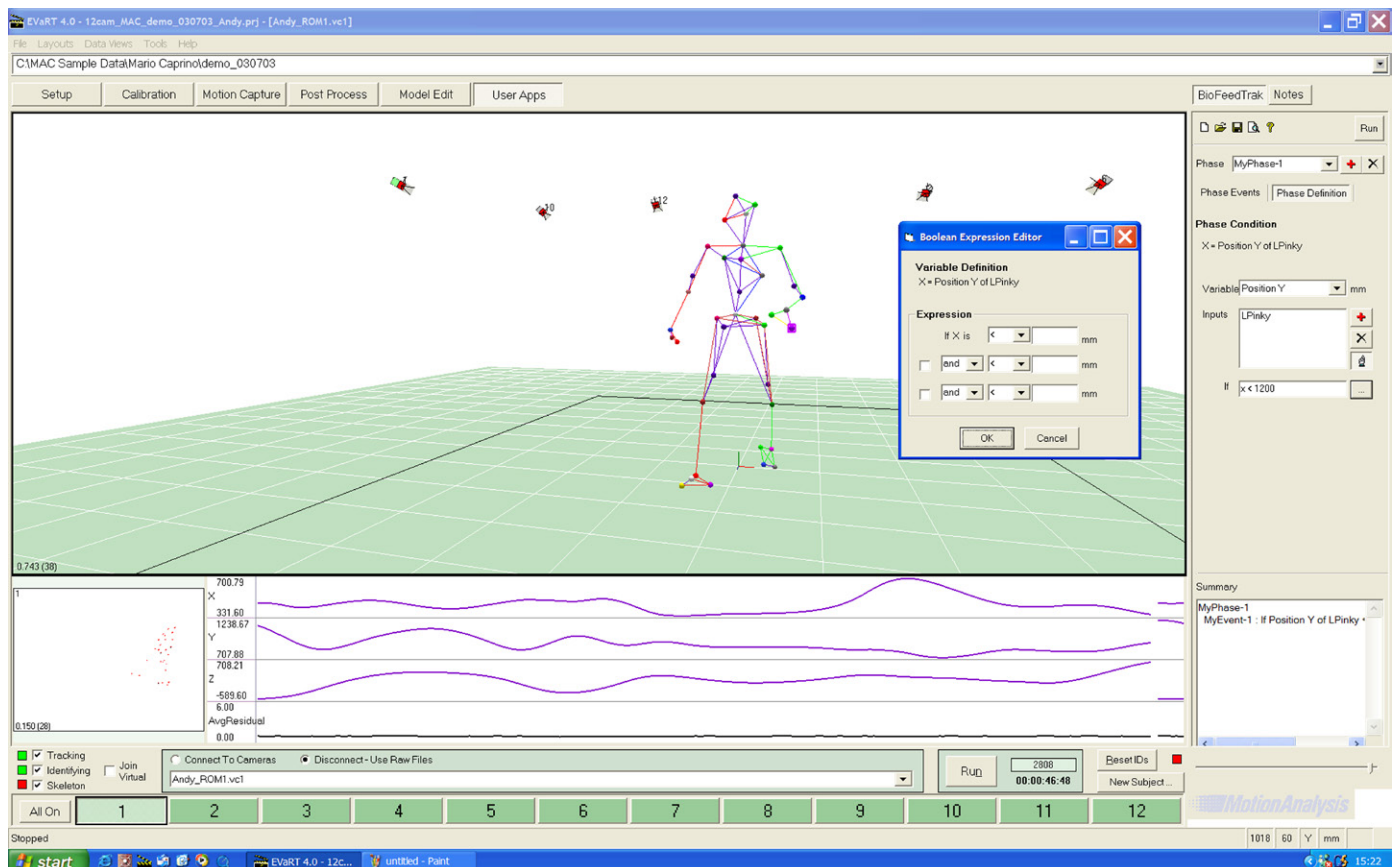 EVaRT 4.0 - 12cam_MAC_demo_030703_Andy.prj - [Andy_ROM1.vc1]
File Layouts Data Views Tools Help
C:\MAC Sample Data\Mario Caprino\demo_030703
Setup Calibration Motion Capture Post Process Model Edit User Apps
BioFeedTrak Notes
Run
Phase MyPhase-1
Phase Events Phase Definition
Phase Condition
X = Position Y of LPinky
Variable Position Y mm
Inputs LPinky
If x < 1200 ...
10
12
Boolean Expression Editor
Variable Definition
X = Position Y of LPinky
Expression
If X is < mm
and < mm
and < mm
OK Cancel
0.743 (38)
1
0.150 (28)
700.79
X
331.60
1238.67
Y
707.88
708.21
Z
-589.60
6.00
AvgResidual
0.00
Summary
MyPhase-1
MyEvent-1 : If Position Y of LPinky
Tracking
Identifying
Skeleton
Join
Virtual
Connect To Cameras Disconnect - Use Raw Files
Andy_ROM1.vc1
Run
2808
00:00:46:48
Reset IDs
New Subject...
All On 1 2 3 4 5 6 7 8 9 10 11 12
MotionAnalysis
Stopped
1018 60 Y mm
start
EVaRT 4.0 - 12c...
untitled - Paint
15:22